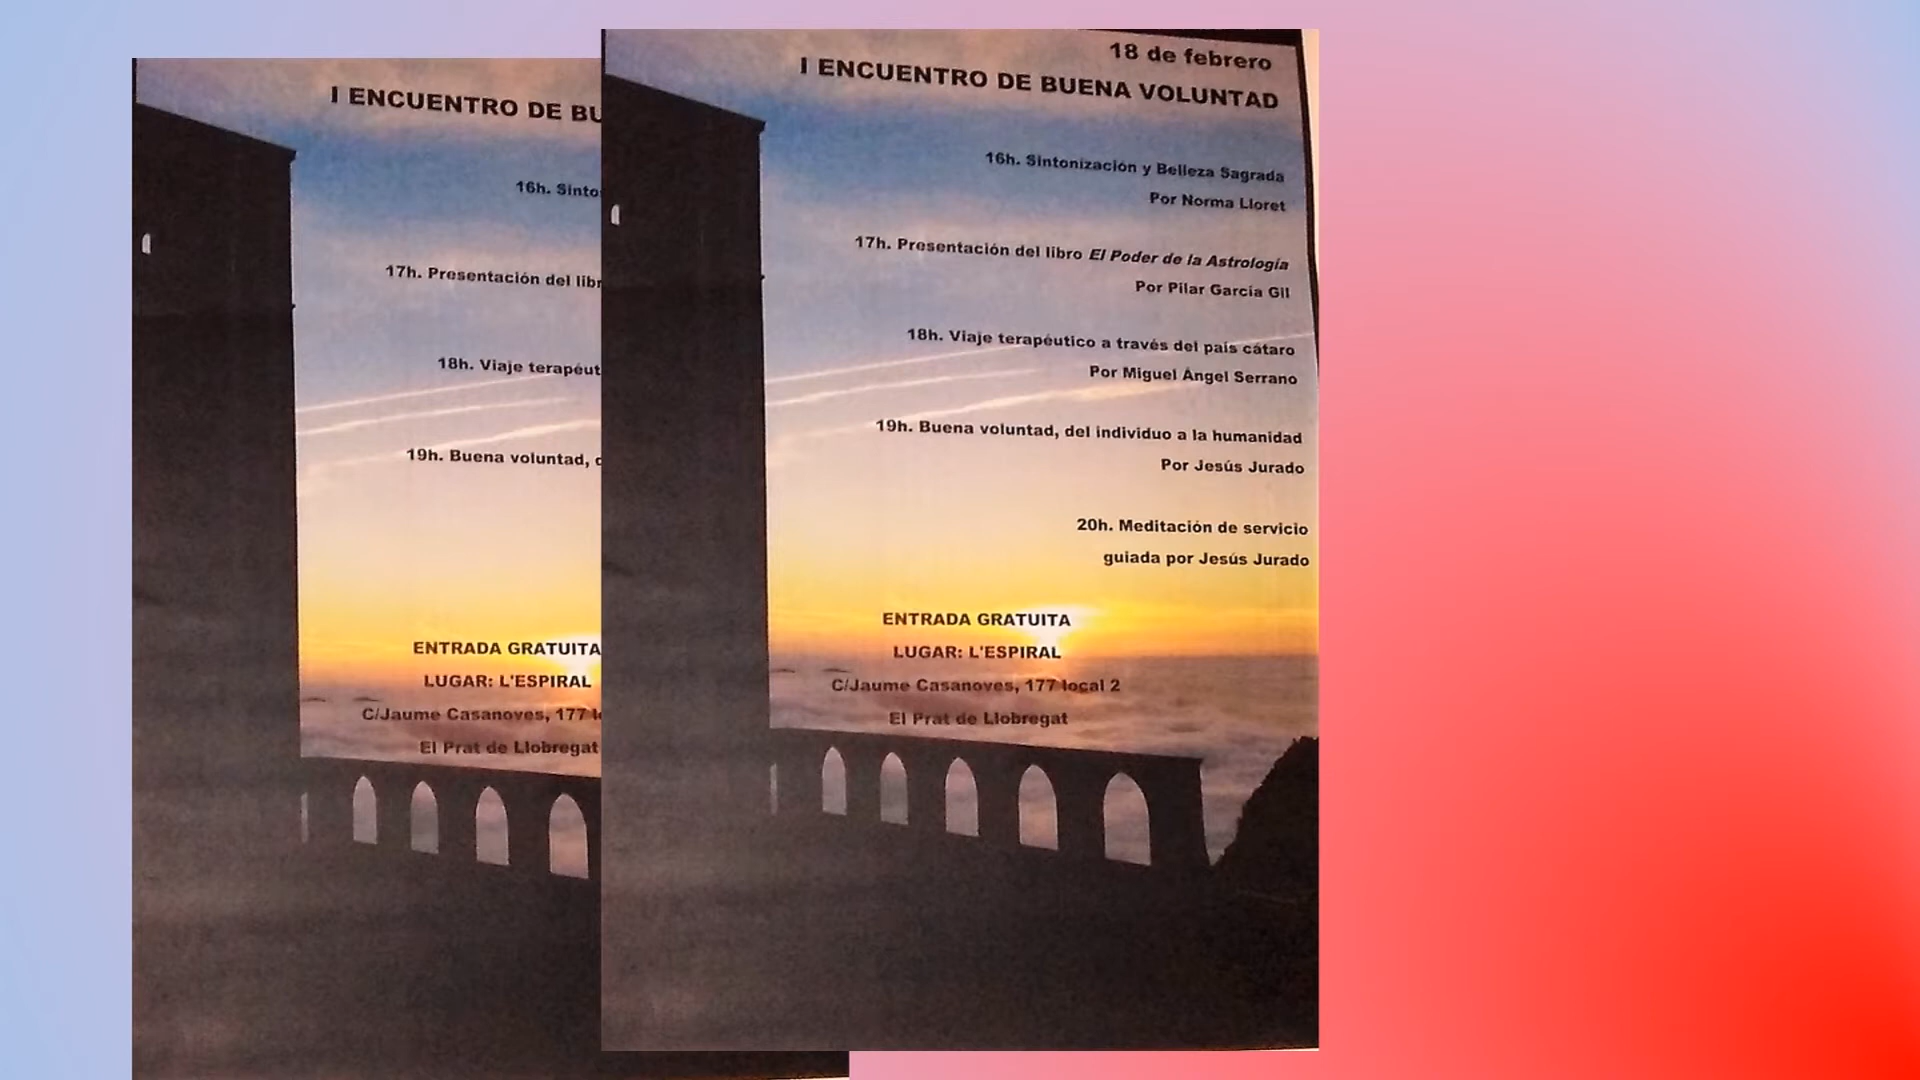 I ENCUENTRO DE BU
16h. Sinto
17h. Presentación del libr
18h. Viaje terapéut
19h. Buena voluntad,
ENTRADA GRATUITA
LUGAR: L'ESPIRAL
C/Jaume Casanoves, 177
El Prat de Llobregat
18 de febrero
I ENCUENTRO DE BUENA VOLUNTAD
16h. Sintonización y Belleza Sagrada
Por Norma Lloret
17h. Presentación del libro El Poder de la Astrología
Por Pilar García Gil
18h. Viaje terapéutico a través del país cátaro
Por Miguel Ángel Serrano
19h. Buena voluntad, del individuo a la humanidad
Por Jesús Jurado
20h. Meditación de servicio
guiada por Jesús Jurado
ENTRADA GRATUITA
LUGAR: L'ESPIRAL
C/Jaume Casanoves, 177 local 2
El Prat de Llobregat